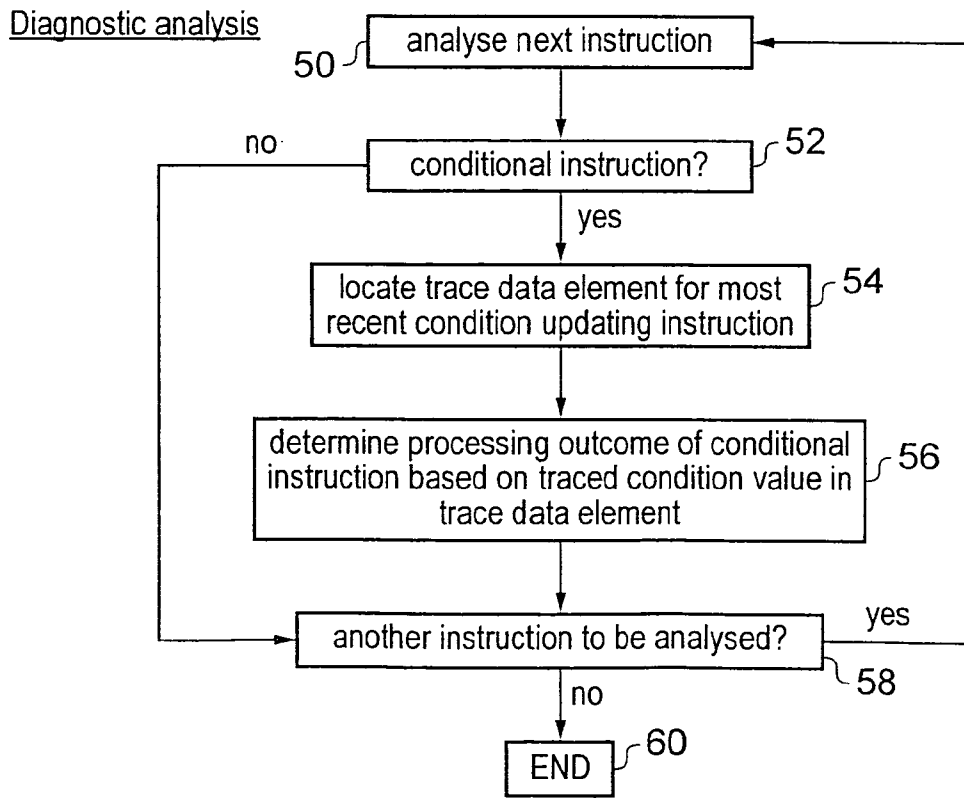 Diagnostic analysis
analyse next instruction
50
conditional instruction?
52
no
yes
locate trace data element for most
recent condition updating instruction
54
determine processing outcome of conditional
instruction based on traced condition value in
trace data element
56
another instruction to be analysed?
yes
58
no
END
60